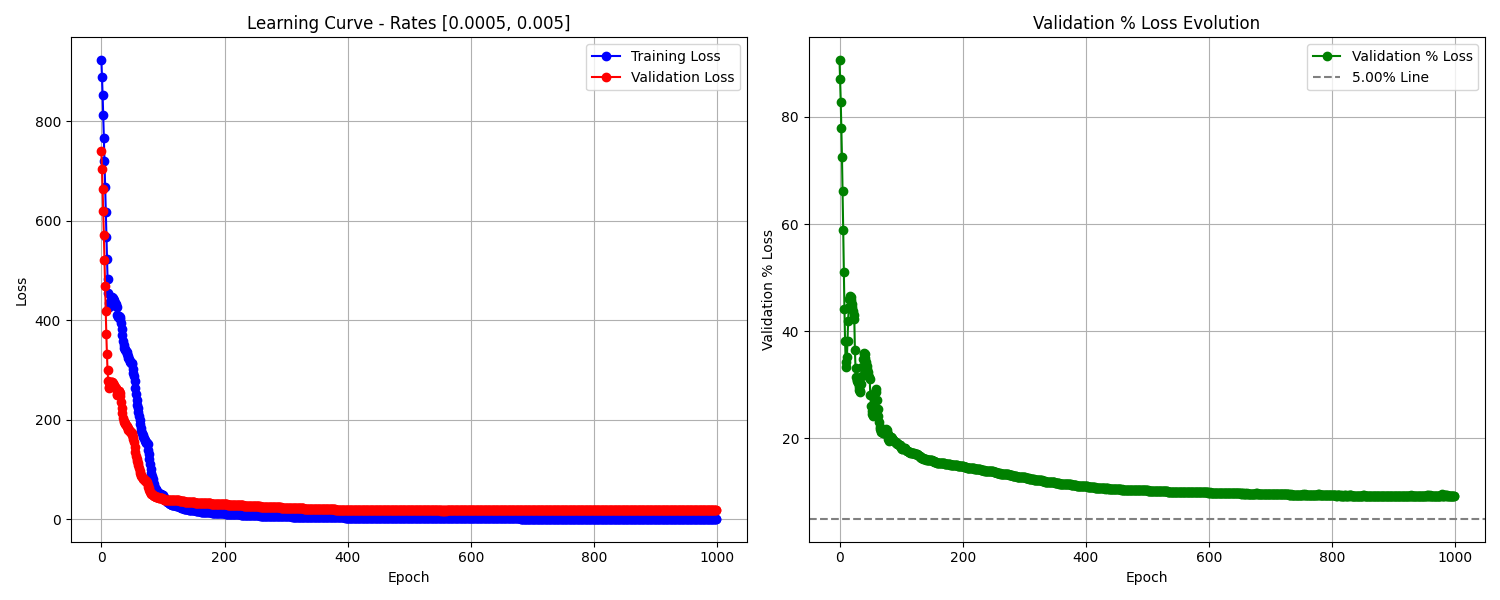 Learning Curve - Rates [0.0005, 0.005]
Training Loss
Validation Loss
800
600
400
200
0
Loss
0 200 400 600 800 1000
Epoch
Validation % Loss Evolution
Validation % Loss
5.00% Line
80
60
40
20
Validation % Loss
0 200 400 600 800 1000
Epoch